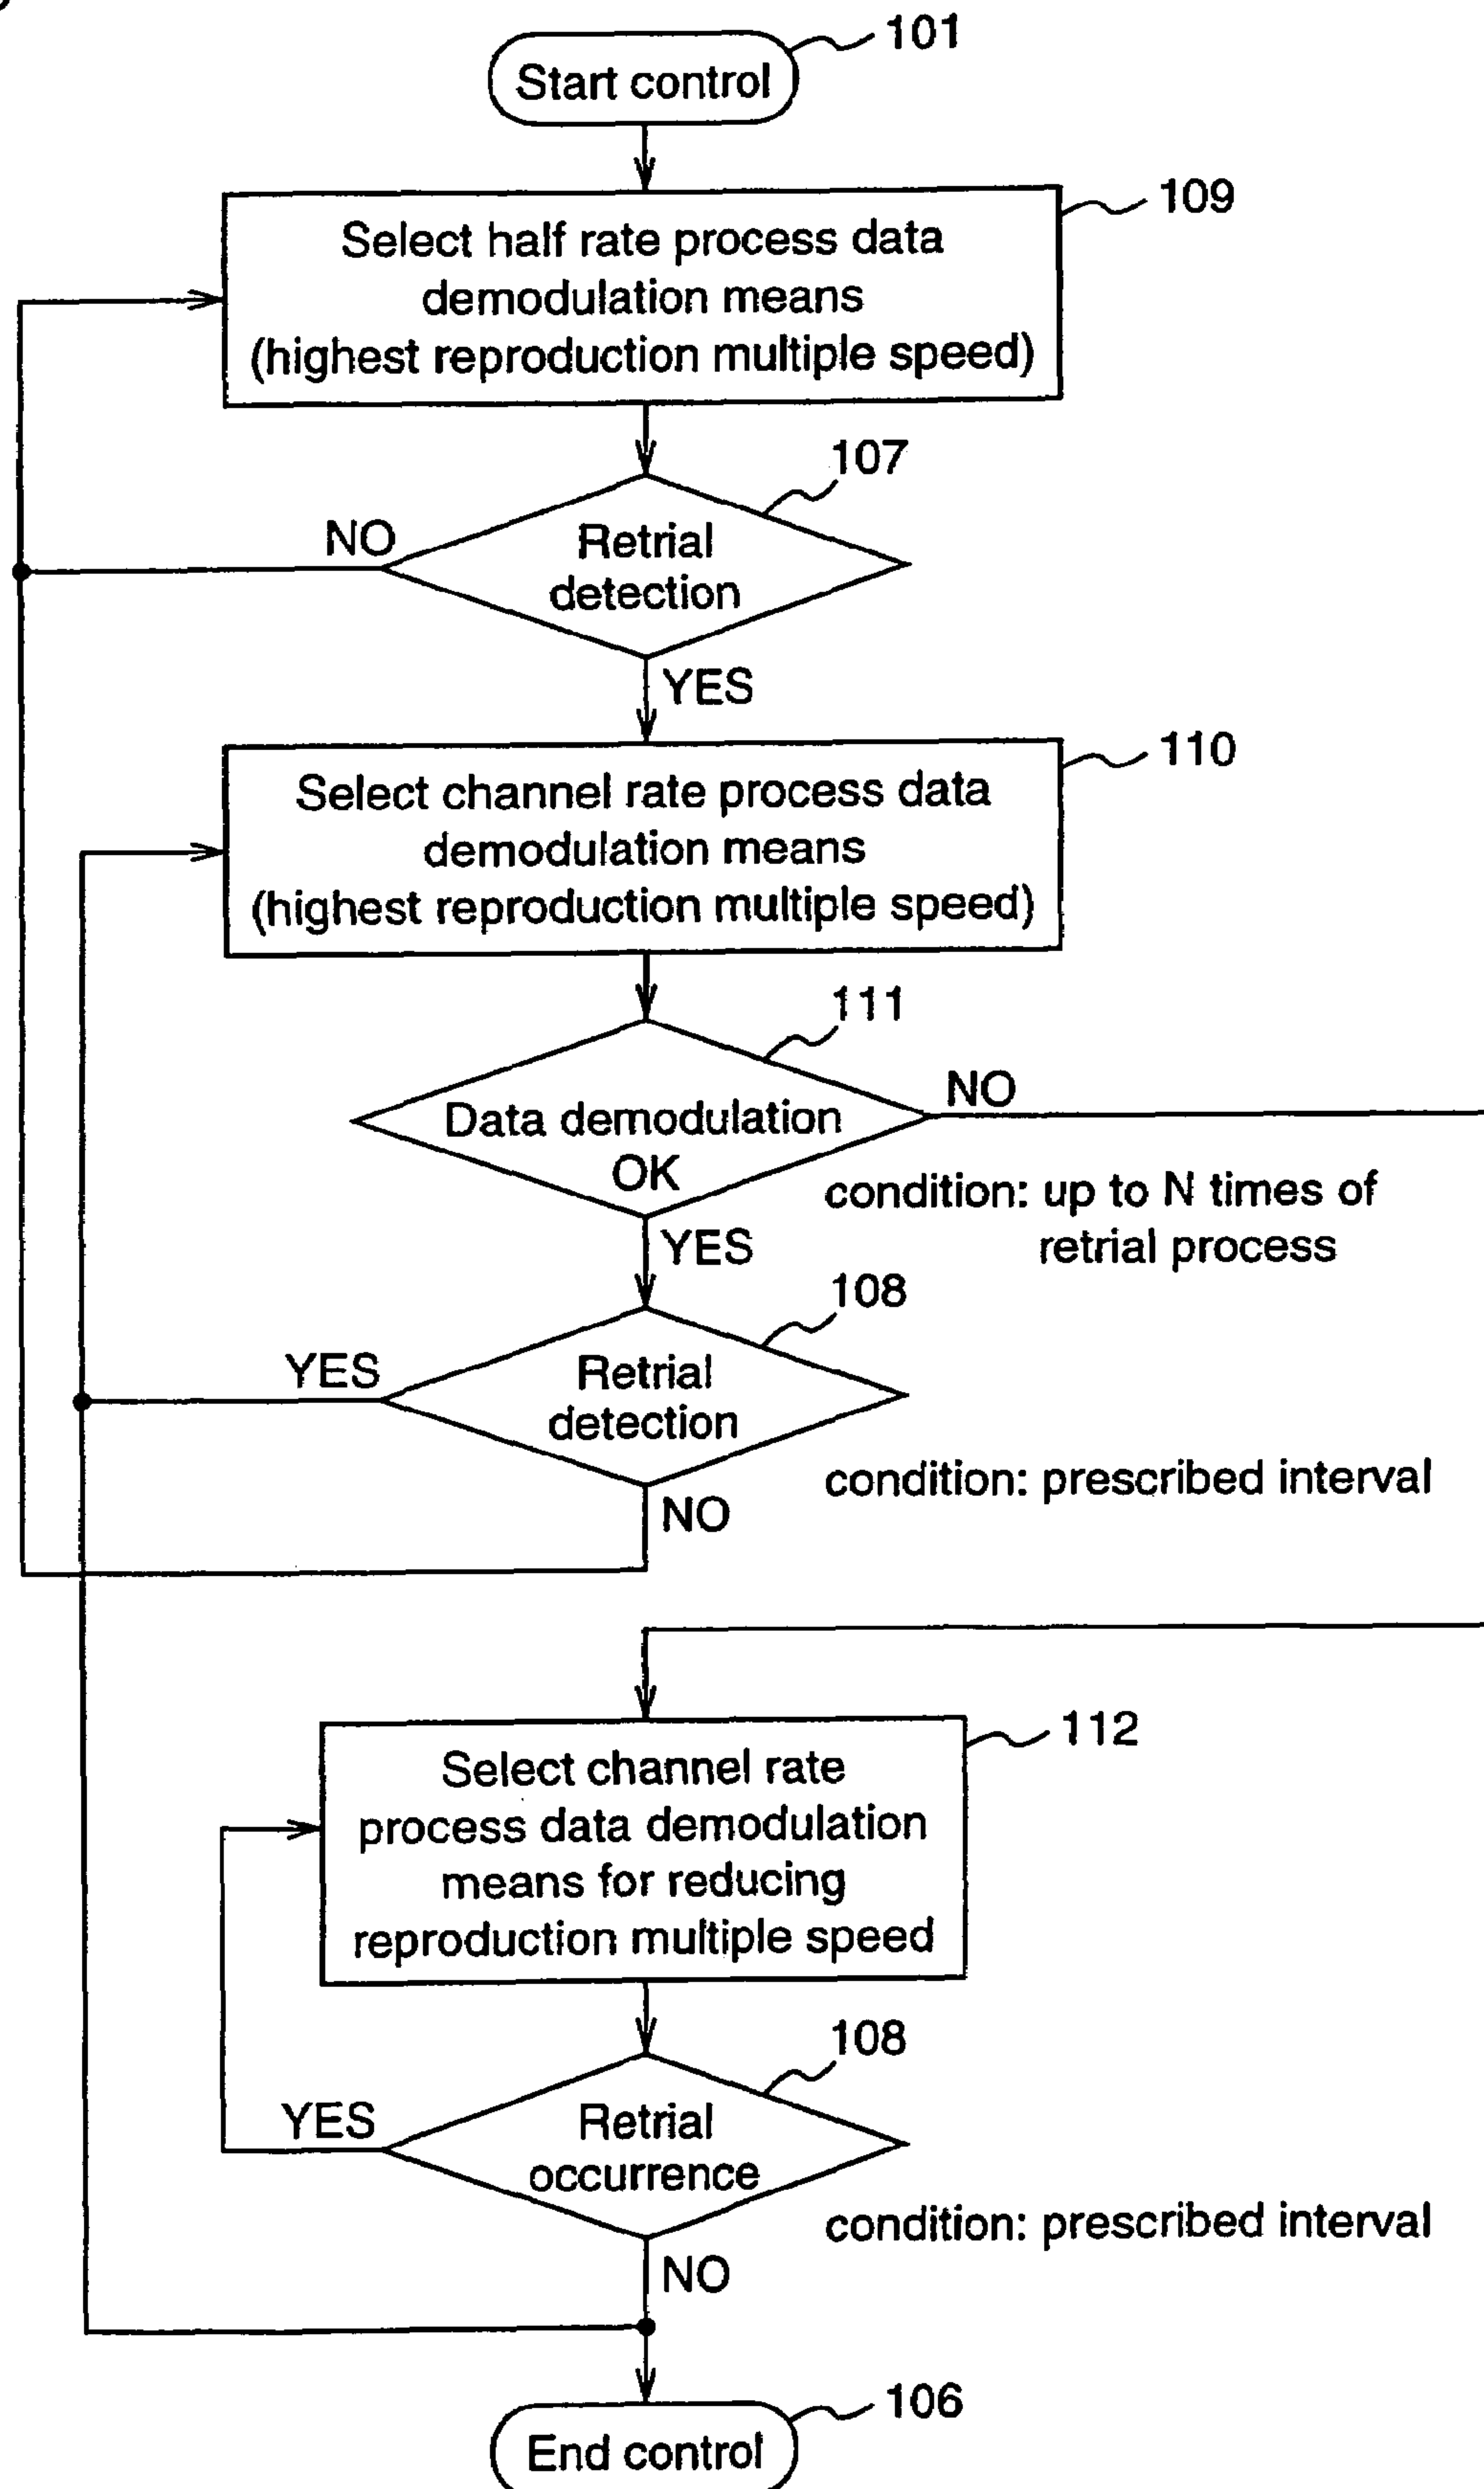 101
Start control
109
Select half rate process data
demodulation means
(highest reproduction multiple speed)
107
NO
Retrial
detection
YES
110
Select channel rate process data
demodulation means
(highest reproduction multiple speed)
111
NO
Data demodulation
OK
condition: up to N times of
retrial process
YES
108
YES
Retrial
detection
condition: prescribed interval
NO
112
Select channel rate
process data demodulation
means for reducing
reproduction multiple speed
108
YES
Retrial
occurrence
condition: prescribed interval
NO
106
End control